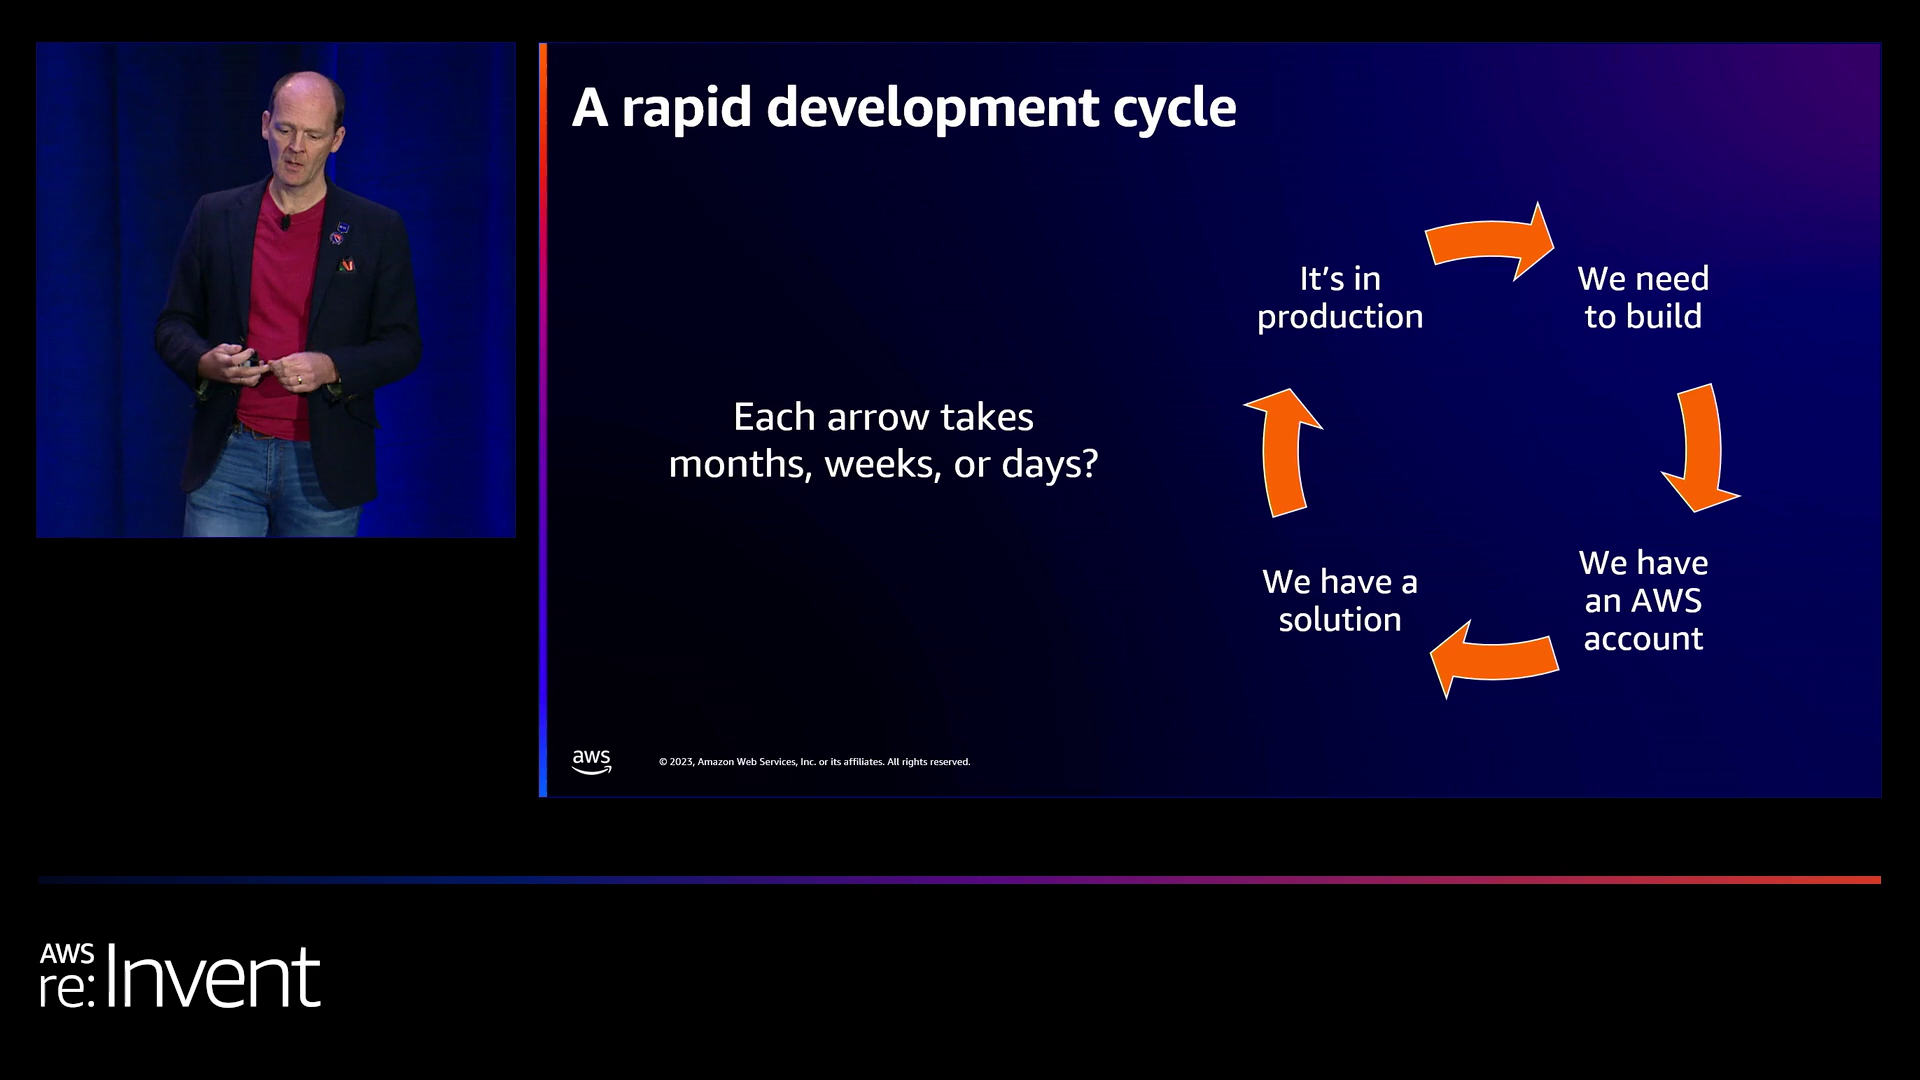 A rapid development cycle
It's in
production
We need
to build
Each arrow takes
months, weeks, or days?
We have a
solution
We have
an AWS
account
aws
© 2023, Amazon Web Services, Inc. or its affiliates. All rights reserved.
AWS
re:Invent